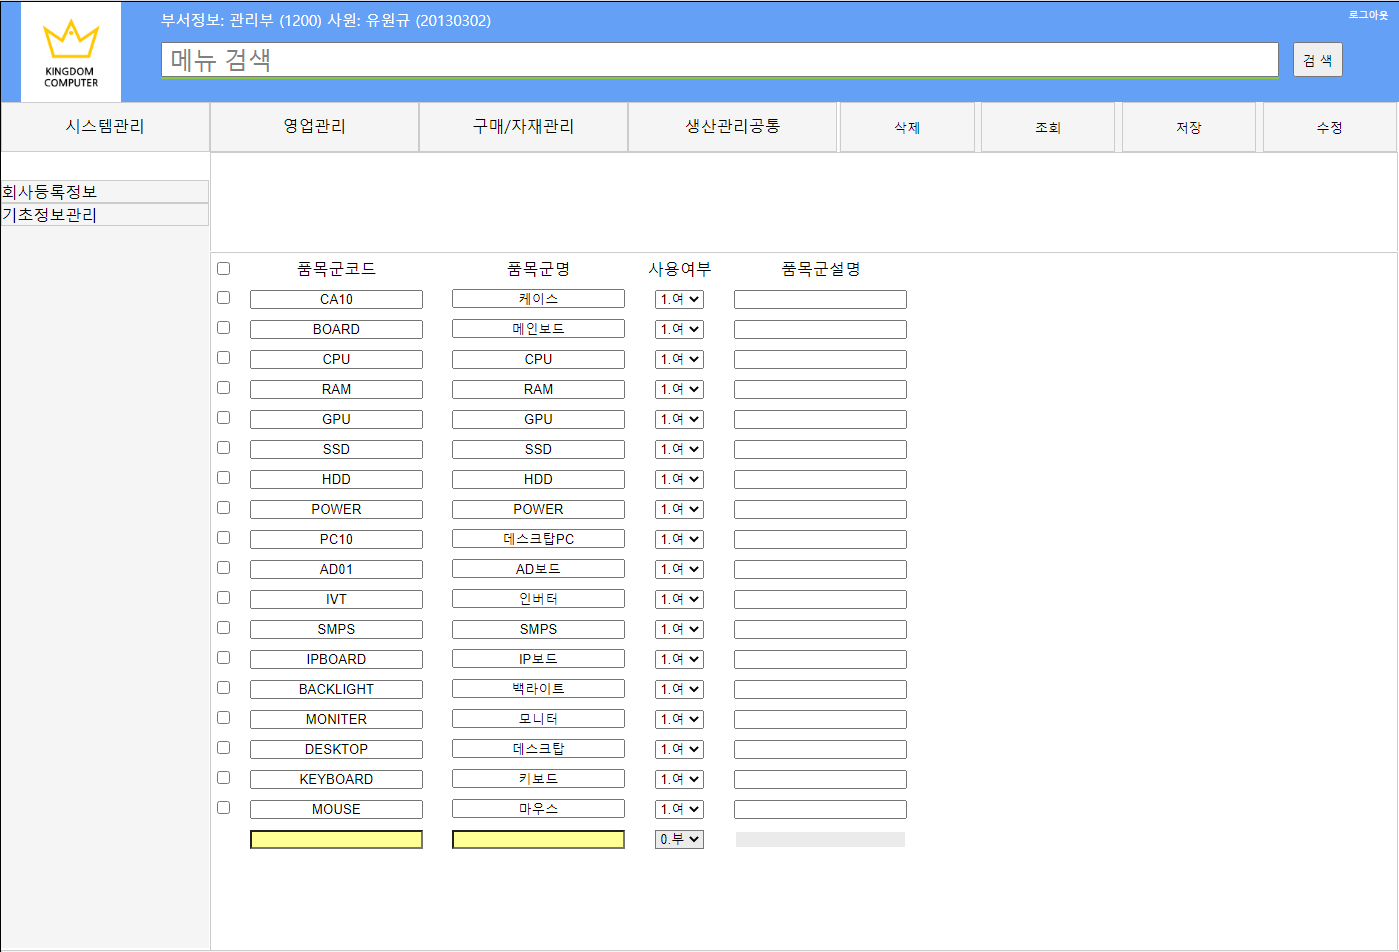 부서정보: 관리부 (1200) 사원: 유원규 (20130302)
로그아웃
KINGDOM
COMPUTER
메뉴 검색
검 색
시스템관리 영업관리 구매/자재관리 생산관리공통 삭제 조회 저장 수정
회사등록정보
기초정보관리
품목군코드 품목군명 사용여부 품목군설명
CA10 케이스 1.여
BOARD 메인보드 1.여
CPU CPU 1.여
RAM RAM 1.여
GPU GPU 1.여
SSD SSD 1.여
HDD HDD 1.여
POWER POWER 1.여
PC10 데스크탑PC 1.여
AD01 AD보드 1.여
IVT 인버터 1.여
SMPS SMPS 1.여
IPBOARD IP보드 1.여
BACKLIGHT 백라이트 1.여
MONITER 모니터 1.여
DESKTOP 데스크탑 1.여
KEYBOARD 키보드 1.여
MOUSE 마우스 1.여
0.부